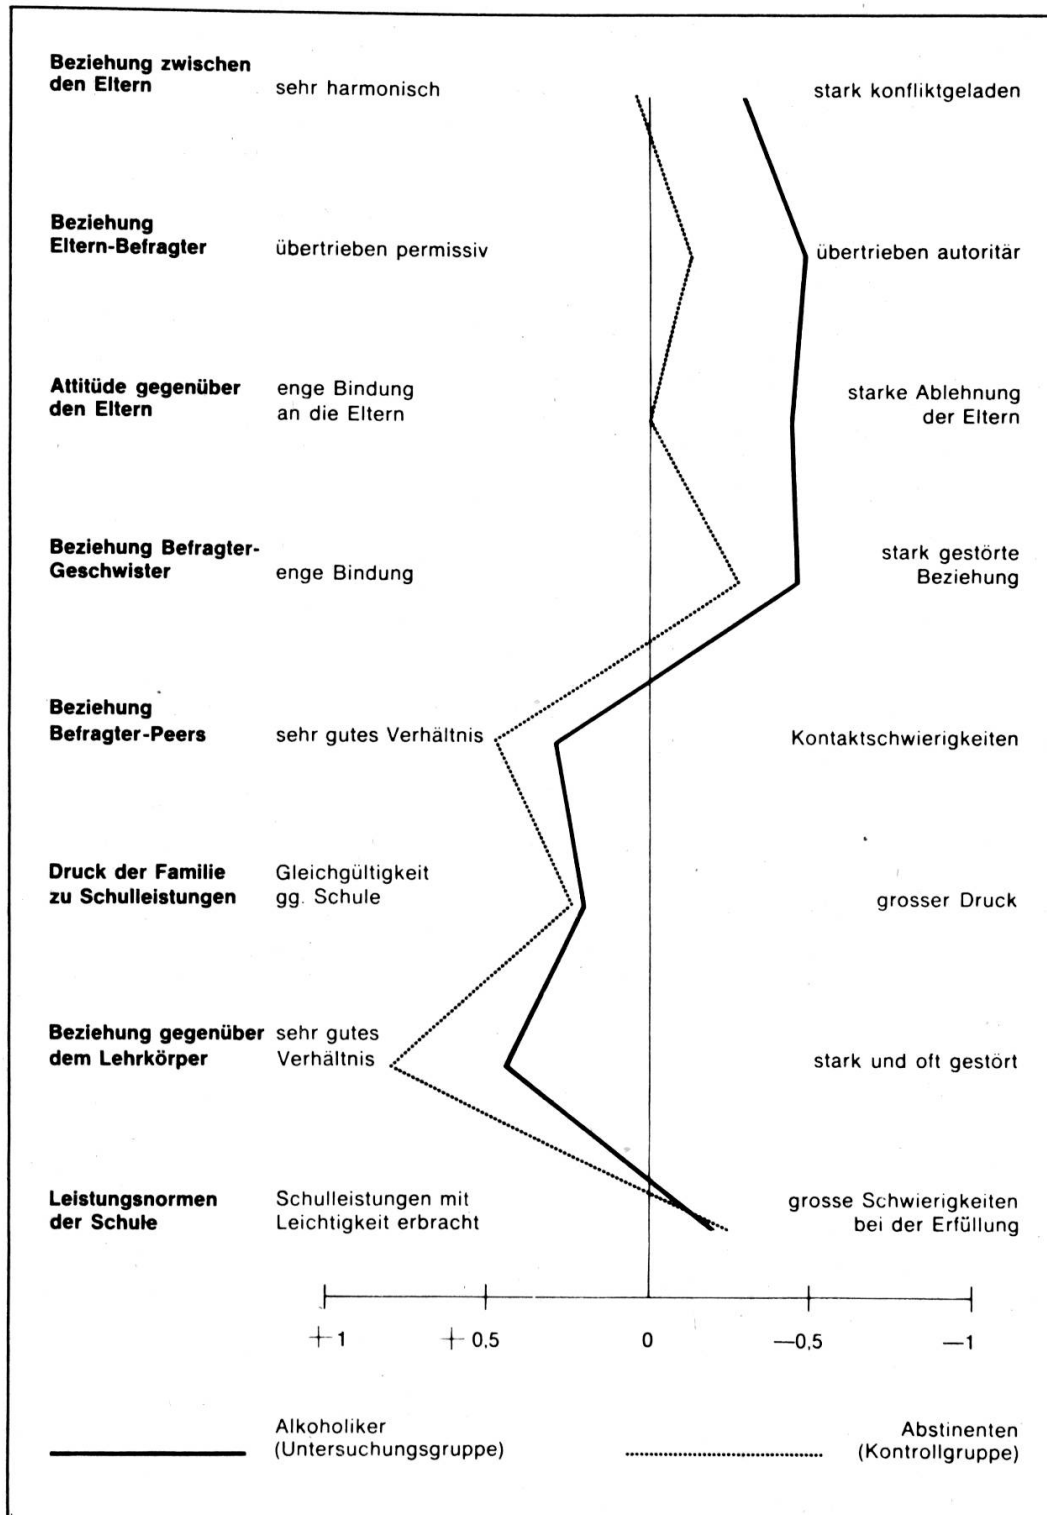 Beziehung zwischen
den Eltern
sehr harmonisch
stark konfliktgeladen
Beziehung
Eltern-Befragter
übertrieben permissiv
übertrieben autoritär
Attitüde gegenüber
den Eltern
enge Bindung
an die Eltern
starke Ablehnung
der Eltern
Beziehung Befragter-
Geschwister
enge Bindung
stark gestörte
Beziehung
Beziehung
Befragter-Peers
sehr gutes Verhältnis
Kontaktschwierigkeiten
Druck der Familie
zu Schulleistungen
Gleichgültigkeit
gg. Schule
grosser Druck
Beziehung gegenüber
dem Lehrkörper
sehr gutes
Verhältnis
stark und oft gestört
Leistungsnormen
der Schule
Schulleistungen mit
Leichtigkeit erbracht
grosse Schwierigkeiten
bei der Erfüllung
+ 1 + 0,5 0 —0,5 —1
Alkoholiker
(Untersuchungsgruppe)
Abstinenten
(Kontrollgruppe)